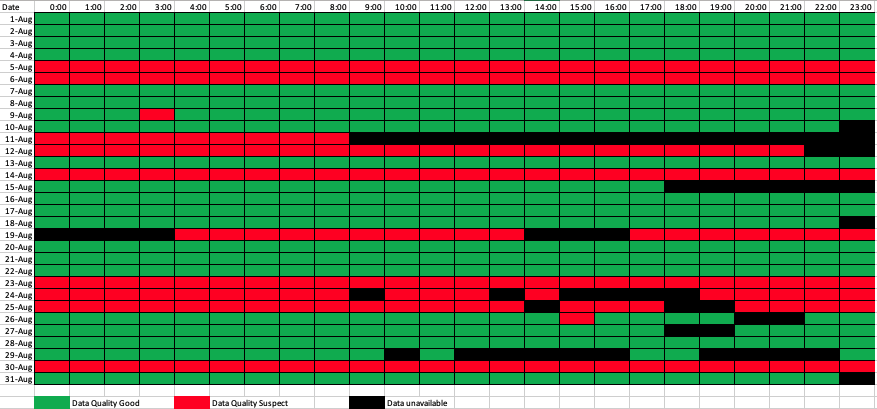 Date 0:00 1:00 2:00 3:00 4:00 5:00 6:00 7:00 8:00 9:00 10:00 11:00 12:00 13:00 14:00 15:00 16:00 17:00 18:00 19:00 20:00 21:00 22:00 23:00
1-Aug
2-Aug
3-Aug
4-Aug
5-Aug
6-Aug
7-Aug
8-Aug
9-Aug
10-Aug
11-Aug
12-Aug
13-Aug
14-Aug
15-Aug
16-Aug
17-Aug
18-Aug
19-Aug
20-Aug
21-Aug
22-Aug
23-Aug
24-Aug
25-Aug
26-Aug
27-Aug
28-Aug
29-Aug
30-Aug
31-Aug
Data Quality Good Data Quality Suspect Data unavailable